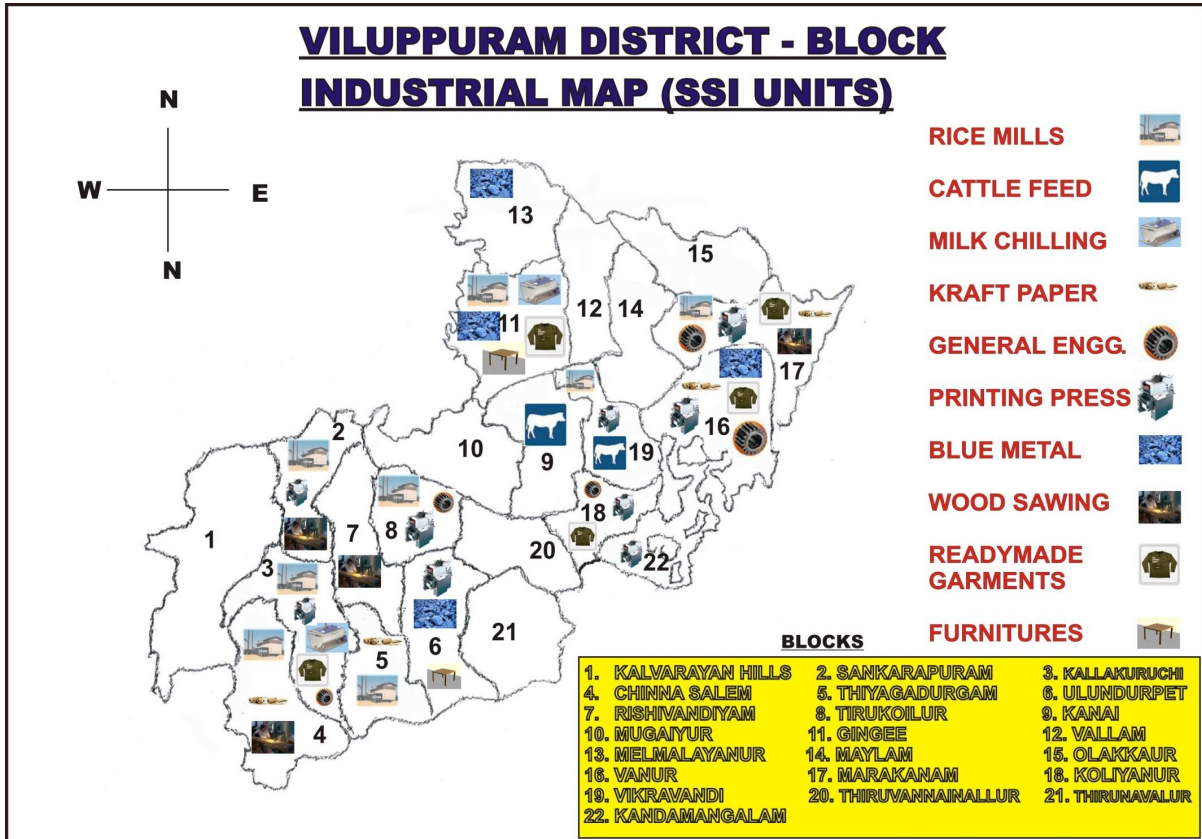 VILUPPURAM DISTRICT - BLOCK
INDUSTRIAL MAP (SSI UNITS)
N
W E
N
RICE MILLS
CATTLE FEED
MILK CHILLING
KRAFT PAPER
GENERAL ENGG.
PRINTING PRESS
BLUE METAL
WOOD SAWING
READYMADE
GARMENTS
FURNITURES
13
15
12
14
11
17
2
16
10
19
9
18
8
7
1
20
22
3
6
21
5
4
BLOCKS
1. KALVARAYAN HILLS 2. SANKARAPURAM 3. KALLAKURUCHI
4. CHINNA SALEM 5. THIYAGADURGAM 6. ULUNDURPET
7. RISHIVANDIYAM 8. TIRUKOILUR 9. KANAI
10. MUGAIYUR 11. GINGEE 12. VALLAM
13. MELMALAYANUR 14. MAYLAM 15. OLAKKAUR
16. VANUR 17. MARAKANAM 18. KOLIYANUR
19. VIKRAVANDI 20. THIRUVANNAINALLUR 21. THIRUNAVALUR
22. KANDAMANGALAM